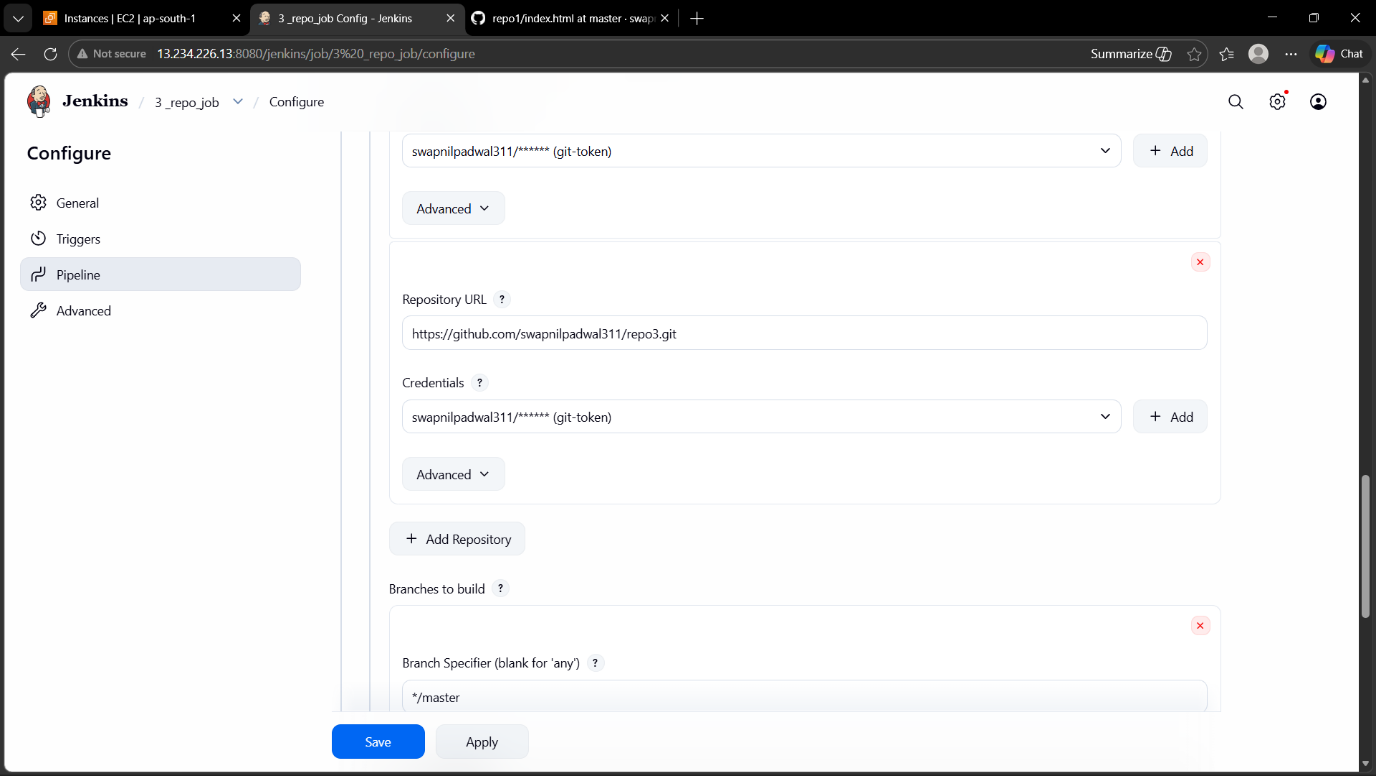 Instances | EC2 | ap-south-1
3 _repo_job Config - Jenkins
repo1/index.html at master · swap
Not secure
13.234.226.13:8080/jenkins/job/3%20_repo_job/configure
Summarize
Chat
Jenkins / 3 _repo_job / Configure
Configure
General
Triggers
Pipeline
Advanced
swapnilpadwal311/****** (git-token)
+ Add
Advanced
Repository URL ?
https://github.com/swapnilpadwal311/repo3.git
Credentials ?
swapnilpadwal311/****** (git-token)
+ Add
Advanced
+ Add Repository
Branches to build ?
Branch Specifier (blank for 'any') ?
*/master
Save
Apply